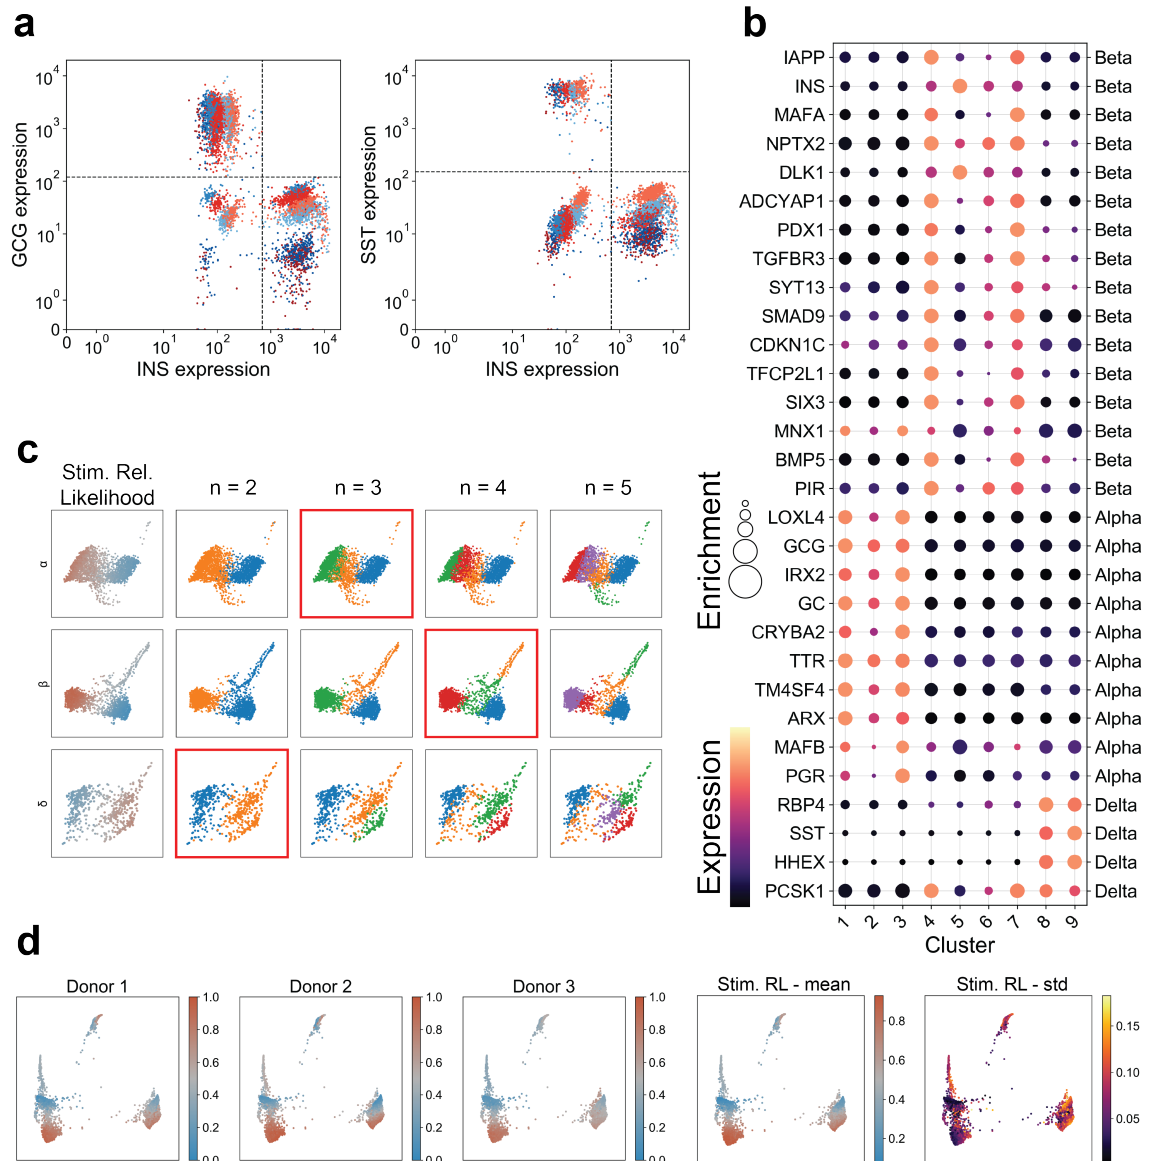 a
GCG expression
10^4
10^3
10^2
10^1
10^0
0
0 10^0 10^1 10^2 10^3 10^4
INS expression
SST expression
10^4
10^3
10^2
10^1
10^0
0
0 10^0 10^1 10^2 10^3 10^4
INS expression
b
IAPP Beta
INS Beta
MAFA Beta
NPTX2 Beta
DLK1 Beta
ADCYAP1 Beta
PDX1 Beta
TGFBR3 Beta
SYT13 Beta
SMAD9 Beta
CDKN1C Beta
TFCP2L1 Beta
SIX3 Beta
MNX1 Beta
BMP5 Beta
PIR Beta
LOXL4 Alpha
GCG Alpha
IRX2 Alpha
GC Alpha
CRYBA2 Alpha
TTR Alpha
TM4SF4 Alpha
ARX Alpha
MAFB Alpha
PGR Alpha
RBP4 Delta
SST Delta
HHEX Delta
PCSK1 Delta
1 2 3 4 5 6 7 8 9
Cluster
Enrichment
Expression
c
Stim. Rel.
Likelihood
n = 2
n = 3
n = 4
n = 5
α
β
δ
d
Donor 1
1.0
0.8
0.6
0.4
0.2
0.0
Donor 2
1.0
0.8
0.6
0.4
0.2
0.0
Donor 3
1.0
0.8
0.6
0.4
0.2
0.0
Stim. RL - mean
0.8
0.6
0.4
0.2
Stim. RL - std
0.15
0.10
0.05